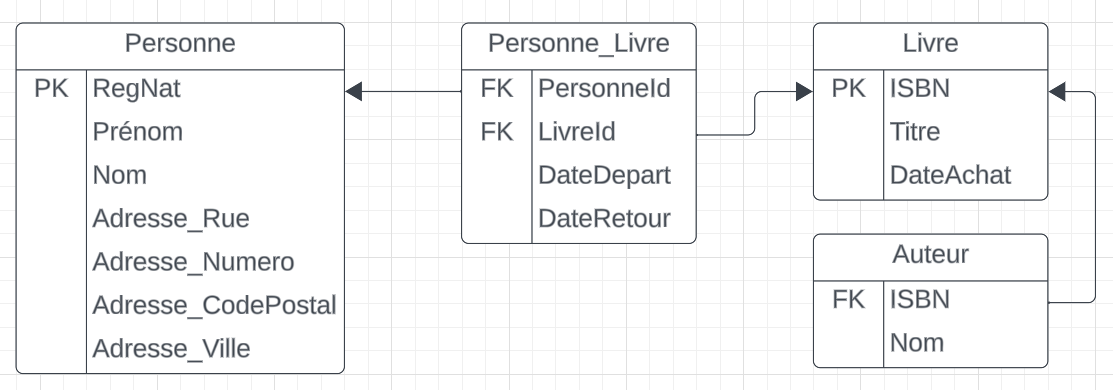 Personne
PK RegNat
Prénom
Nom
Adresse_Rue
Adresse_Numero
Adresse_CodePostal
Adresse_Ville
Personne_Livre
FK PersonneId
FK LivreId
DateDepart
DateRetour
Livre
PK ISBN
Titre
DateAchat
Auteur
FK ISBN
Nom